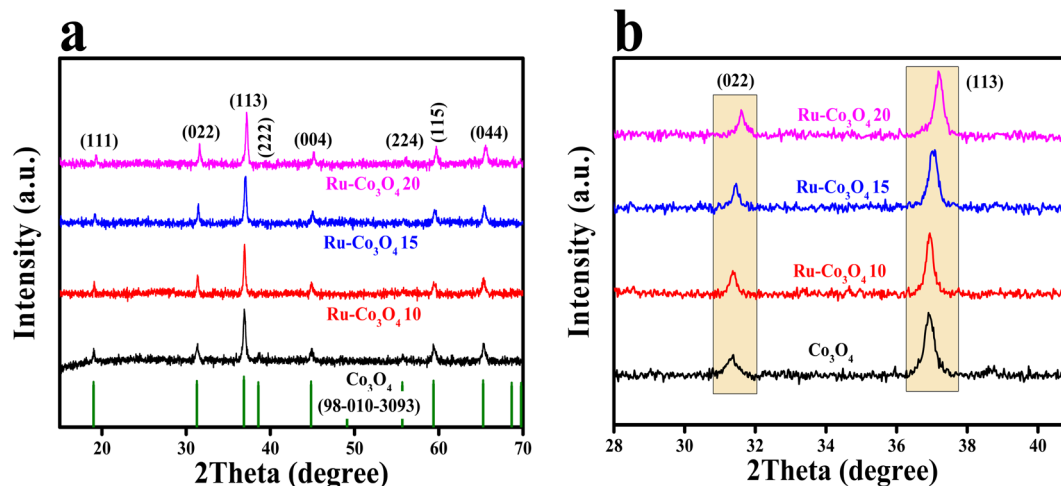 a
(111)
(022)
(113)
(222)
(004)
(224)
(115)
(044)
Ru-Co₃O₄ 20
Ru-Co₃O₄ 15
Ru-Co₃O₄ 10
Co₃O₄
(98-010-3093)
Intensity (a.u.)
20 30 40 50 60 70
2Theta (degree)
b
(022)
(113)
Ru-Co₃O₄ 20
Ru-Co₃O₄ 15
Ru-Co₃O₄ 10
Co₃O₄
Intensity (a.u.)
28 30 32 34 36 38 40
2Theta (degree)